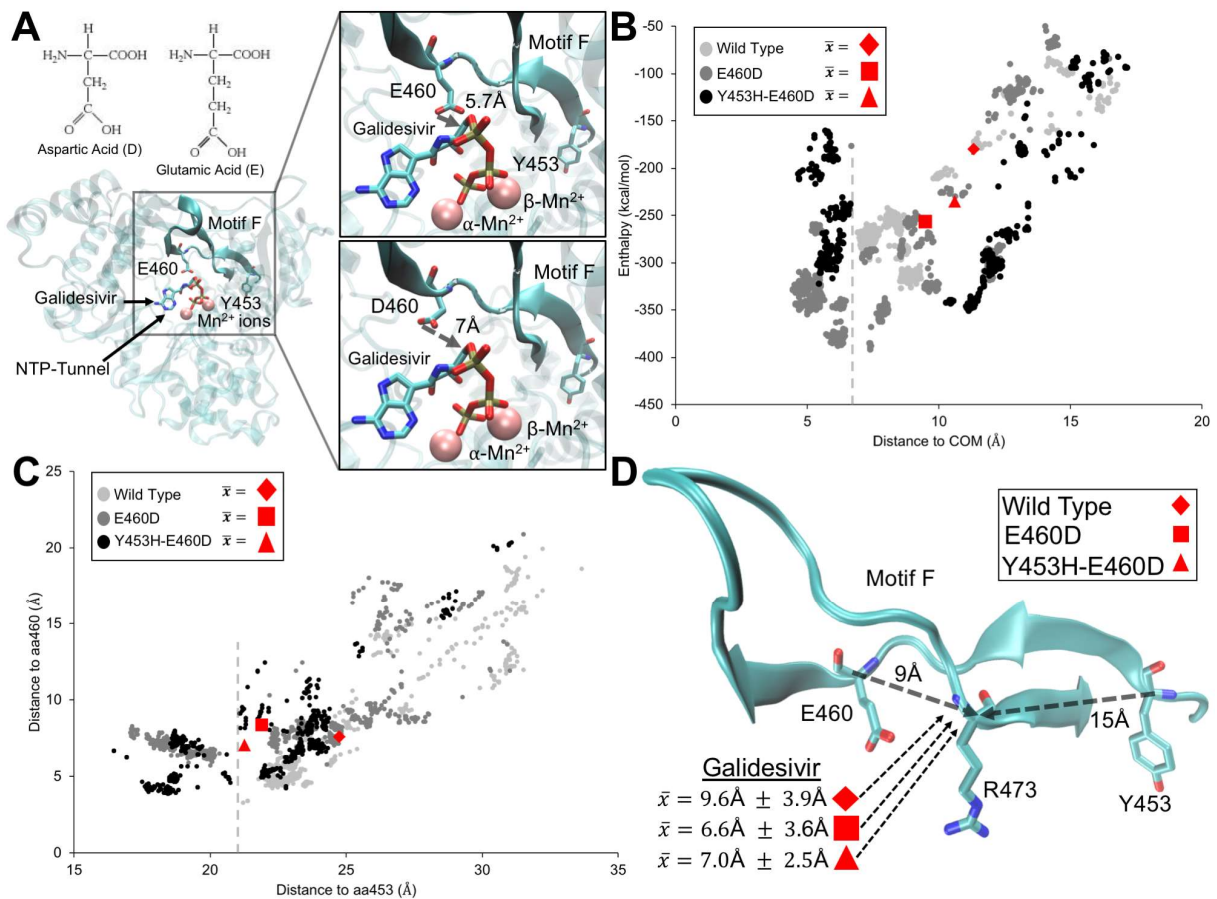 A
H
H₂N
C
COOH
CH₂
C
O
OH
Aspartic Acid (D)
H
H₂N
C
COOH
CH₂
CH₂
C
O
OH
Glutamic Acid (E)
Motif F
E460
Galidesivir
Y453
Mn²⁺ ions
NTP-Tunnel
Motif F
E460
5.7Å
Galidesivir
Y453
β-Mn²⁺
α-Mn²⁺
Motif F
D460
7Å
Galidesivir
β-Mn²⁺
α-Mn²⁺
B
Wild Type x̄ =
E460D x̄ =
Y453H-E460D x̄ =
-50
-100
-150
-200
-250
-300
-350
-400
-450
Enthalpy (kcal/mol)
0 5 10 15 20
Distance to COM (Å)
C
Wild Type x̄ =
E460D x̄ =
Y453H-E460D x̄ =
25
20
15
10
5
0
Distance to aa460 (Å)
15 20 25 30 35
Distance to aa453 (Å)
D
Wild Type
E460D
Y453H-E460D
Motif F
9Å
E460
15Å
R473
Y453
Galidesivir
x̄ = 9.6Å ± 3.9Å
x̄ = 6.6Å ± 3.6Å
x̄ = 7.0Å ± 2.5Å